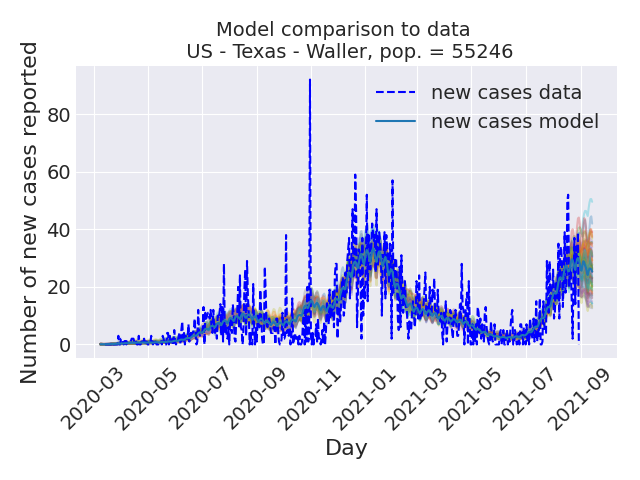 Model comparison to data
US - Texas - Waller, pop. = 55246
Number of new cases reported
80
60
40
20
0
new cases data
new cases model
2020-03
2020-05
2020-07
2020-09
2020-11
2021-01
2021-03
2021-05
2021-07
2021-09
Day